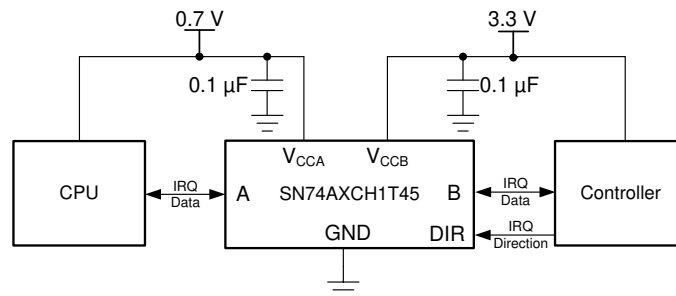 0.7 V
3.3 V
0.1 µF
0.1 µF
VCCA
VCCB
CPU
IRQ
Data
A
SN74AXCH1T45
B
IRQ
Data
Controller
GND
DIR
IRQ
Direction